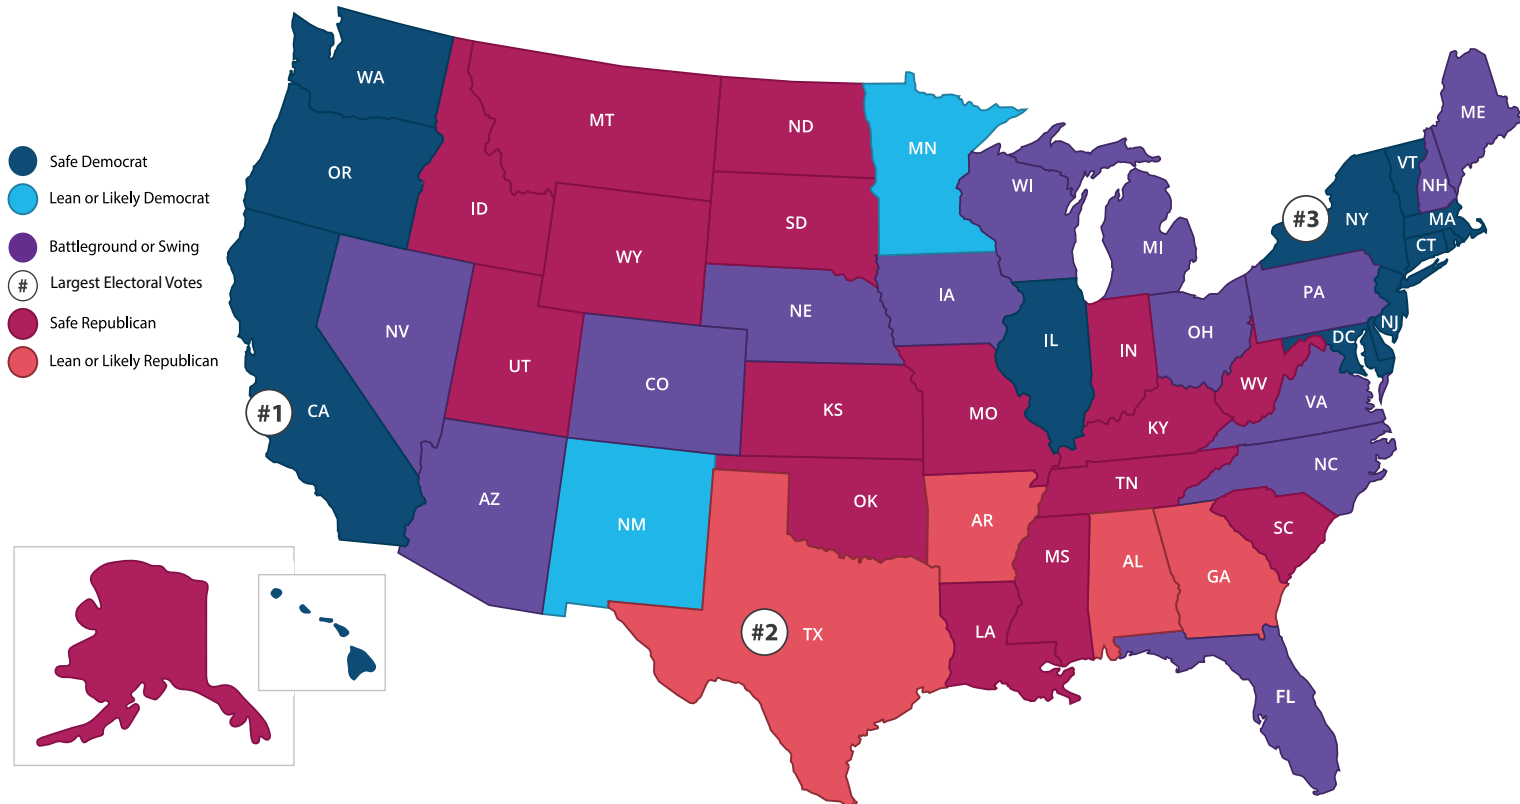 Safe Democrat
Lean or Likely Democrat
Battleground or Swing
# Largest Electoral Votes
Safe Republican
Lean or Likely Republican
WA
OR
CA
#1
NV
ID
MT
WY
UT
AZ
CO
NM
ND
SD
NE
KS
OK
TX
#2
MN
IA
MO
AR
LA
WI
IL
MI
IN
OH
KY
TN
MS
AL
GA
FL
SC
NC
VA
WV
DC
PA
NJ
NY
#3
CT
MA
VT
NH
ME